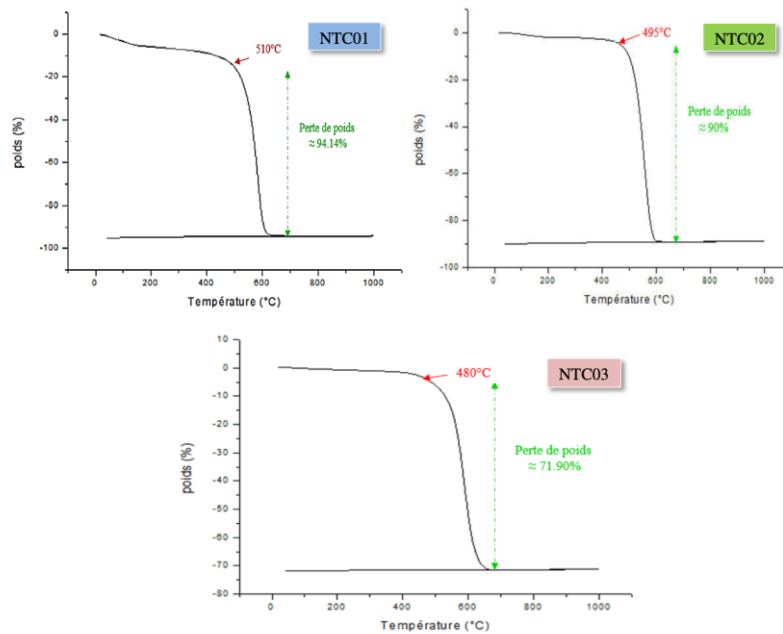 0
-20
-40
-60
-80
-100
poids (%)
510°C
NTC01
Perte de poids
≈ 94.14%
0
200
400
600
800
1000
Température (°C)
0
-20
-40
-60
-80
-100
poids (%)
495°C
NTC02
Perte de poids
≈ 90%
0
200
400
600
800
1000
Température (°C)
10
0
-10
-20
-30
-40
-50
-60
-70
-80
poids (%)
480°C
NTC03
Perte de poids
≈ 71.90%
0
200
400
600
800
1000
Température (°C)